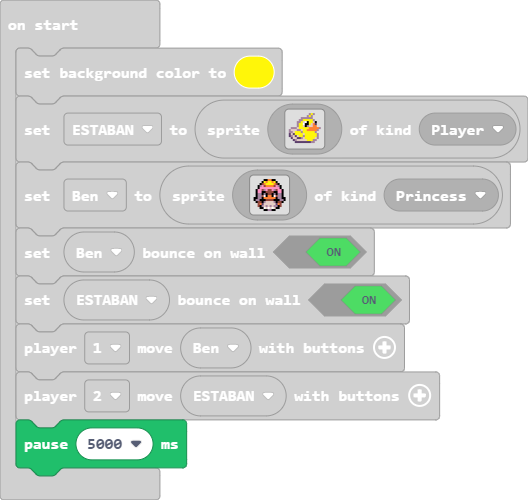 on start
set background color to
set ESTABAN to sprite of kind Player
set Ben to sprite of kind Princess
set Ben bounce on wall ON
set ESTABAN bounce on wall ON
player 1 move Ben with buttons
player 2 move ESTABAN with buttons
pause 5000 ms